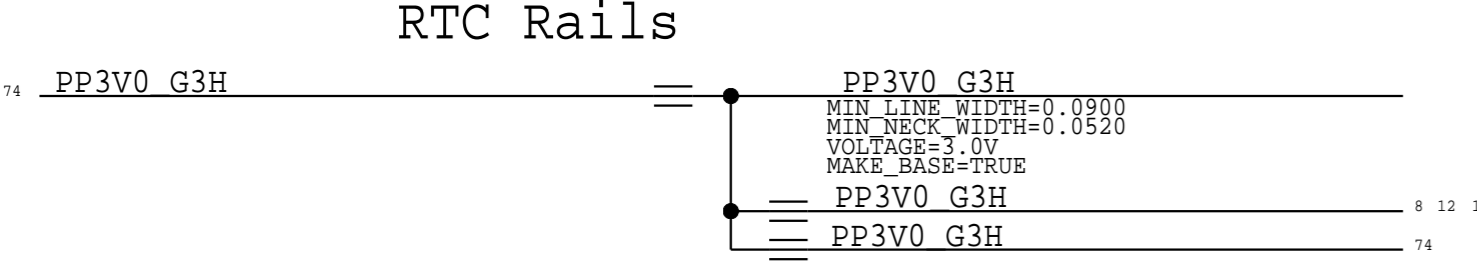 RTC Rails
74 PP3V0_G3H
PP3V0_G3H
MIN_LINE_WIDTH=0.0900
MIN_NECK_WIDTH=0.0520
VOLTAGE=3.0V
MAKE_BASE=TRUE
PP3V0_G3H 8 12 1
PP3V0_G3H 74